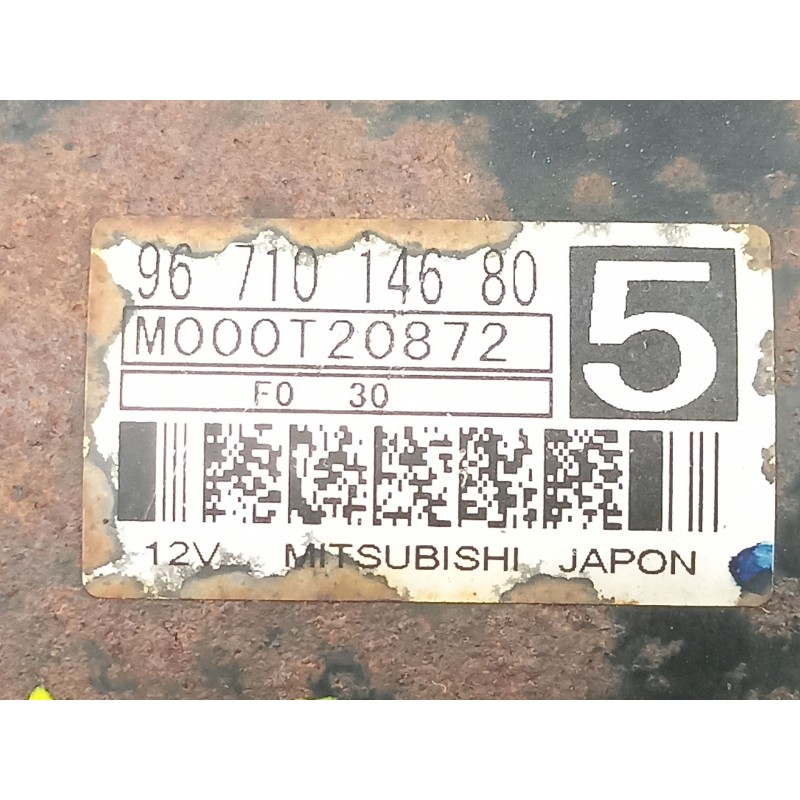 96 710 146 80
5
M000T20872
F0 30
12V MITSUBISHI JAPON